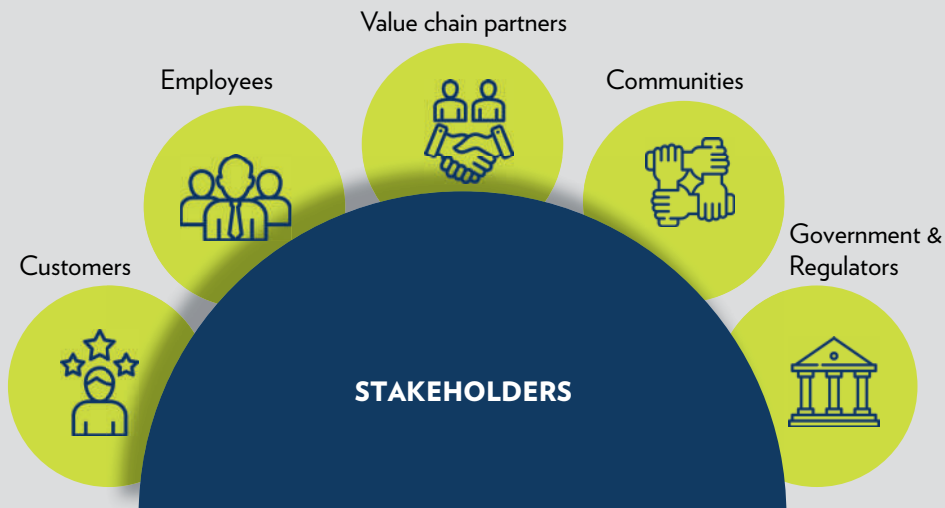 Value chain partners
Employees
Communities
Customers
Government &
Regulators
STAKEHOLDERS